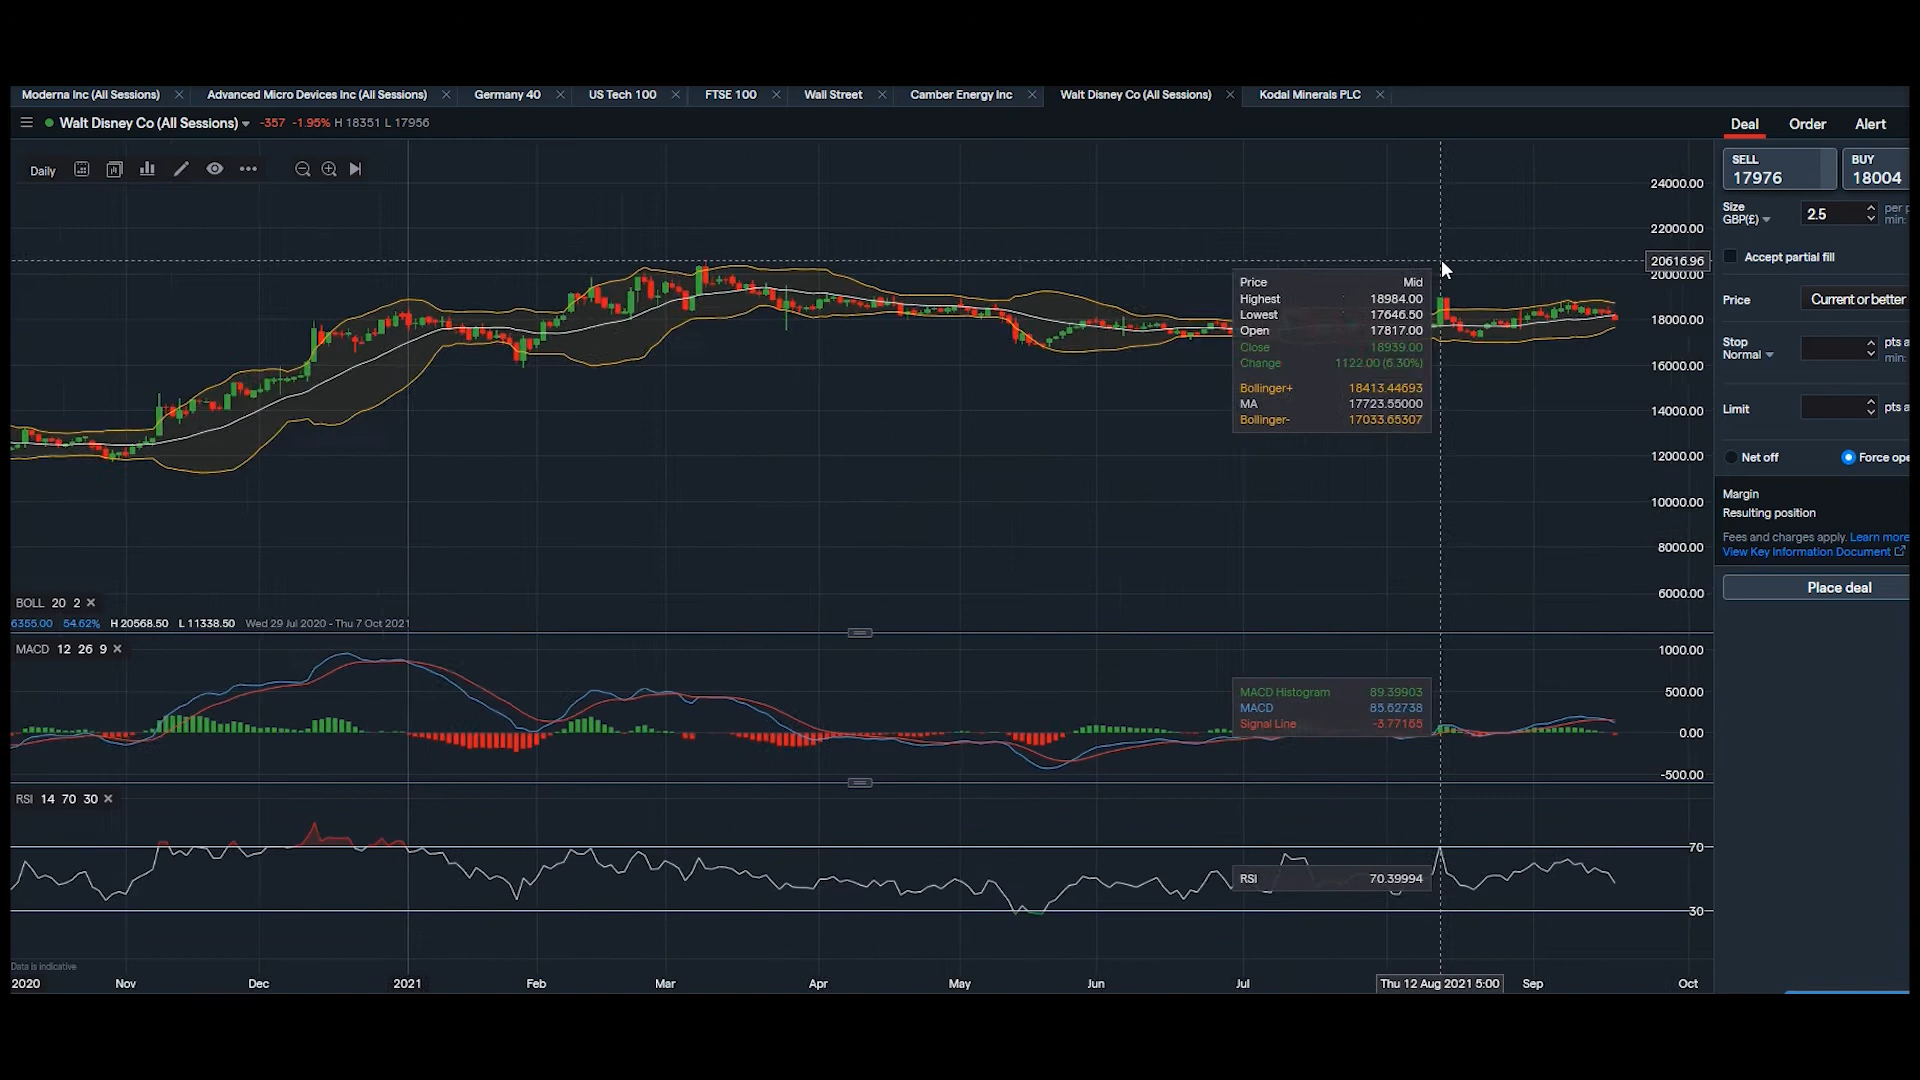 Moderna Inc (All Sessions) Advanced Micro Devices Inc (All Sessions) Germany 40 US Tech 100 FTSE 100 Wall Street Camber Energy Inc Walt Disney Co (All Sessions) Kodal Minerals PLC
Walt Disney Co (All Sessions) -357 -1.95% H 18351 L 17956
Deal Order Alert
Daily
SELL BUY
17976 18004
24000.00
Size
GBP(£) 2.5 per p
min:
22000.00
Accept partial fill
20616.96
20000.00
Price Mid
Highest 18984.00
Lowest 17646.50
Open 17817.00
Close 18939.00
Change 1122.00 (6.30%)
Bollinger+ 18413.44693
MA 17723.55000
Bollinger- 17033.65307
Price Current or better
18000.00
Stop pts a
Normal min:
16000.00
14000.00
Limit pts a
12000.00
Net off Force ope
10000.00
Margin
Resulting position
Fees and charges apply. Learn more
View Key Information Document
8000.00
6000.00
Place deal
BOLL 20 2
6355.00 54.62% H 20568.50 L 11338.50 Wed 29 Jul 2020 - Thu 7 Oct 2021
MACD 12 26 9
1000.00
500.00
0.00
-500.00
MACD Histogram 89.39903
MACD 85.62738
Signal Line -3.77165
RSI 14 70 30
70
RSI 70.39994
30
Data is indicative
2020 Nov Dec 2021 Feb Mar Apr May Jun Jul Thu 12 Aug 2021 5:00 Sep Oct